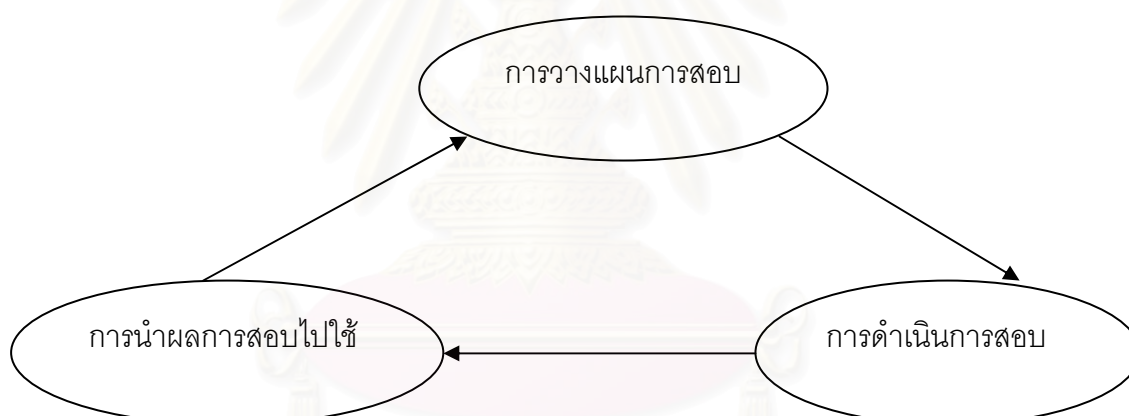 การวางแผนการสอบ
การนำผลการสอบไปใช้
การดำเนินการสอบ